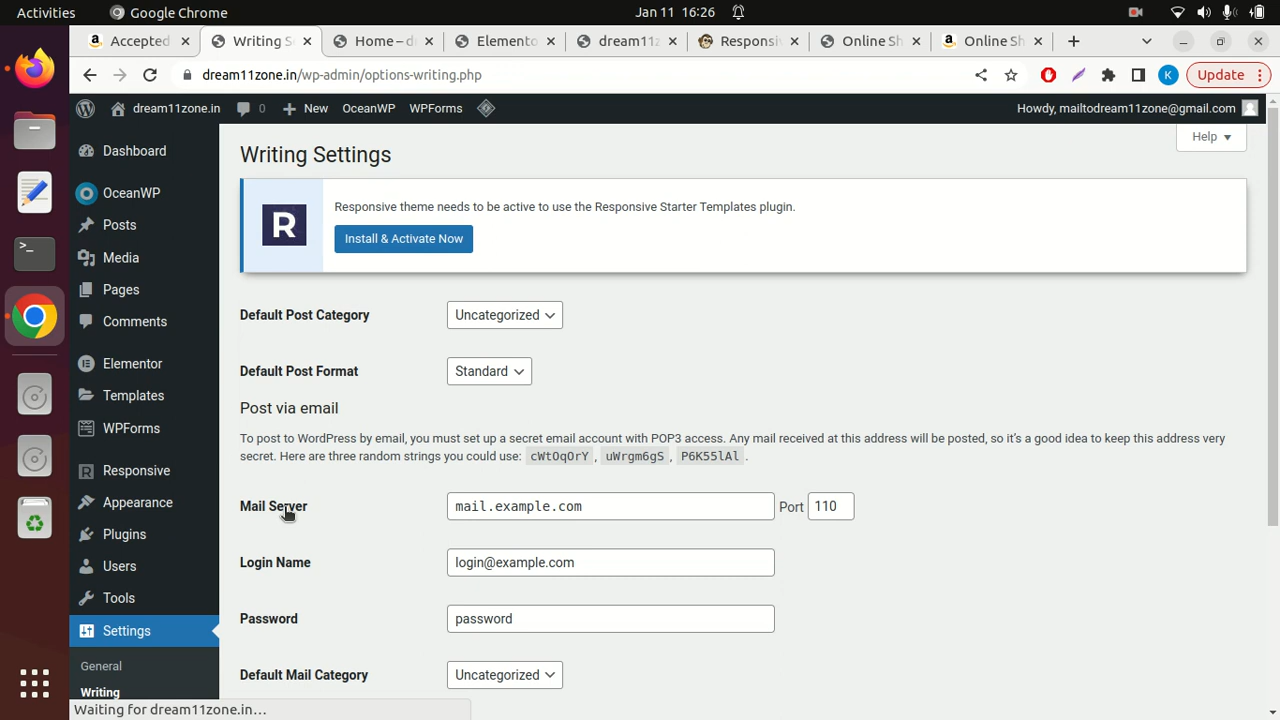 Activities
Google Chrome
Jan 11 16:26
Accepted
Writing S
Home – d
Elemento
dream11z
Responsiv
Online Sh
Online Sh
dream11zone.in/wp-admin/options-writing.php
K
Update
dream11zone.in
0
New
OceanWP
WPForms
Howdy, mailtodream11zone@gmail.com
Dashboard
OceanWP
Posts
Media
Pages
Comments
Elementor
Templates
WPForms
Responsive
Appearance
Plugins
Users
Tools
Settings
General
Writing
Help
Writing Settings
R
Responsive theme needs to be active to use the Responsive Starter Templates plugin.
Install & Activate Now
Default Post Category Uncategorized
Default Post Format Standard
Post via email
To post to WordPress by email, you must set up a secret email account with POP3 access. Any mail received at this address will be posted, so it's a good idea to keep this address very
secret. Here are three random strings you could use: cWtOqOrY , uWrgm6gS , P6K55lAl .
Mail Server mail.example.com Port 110
Login Name login@example.com
Password password
Default Mail Category Uncategorized
Waiting for dream11zone.in...